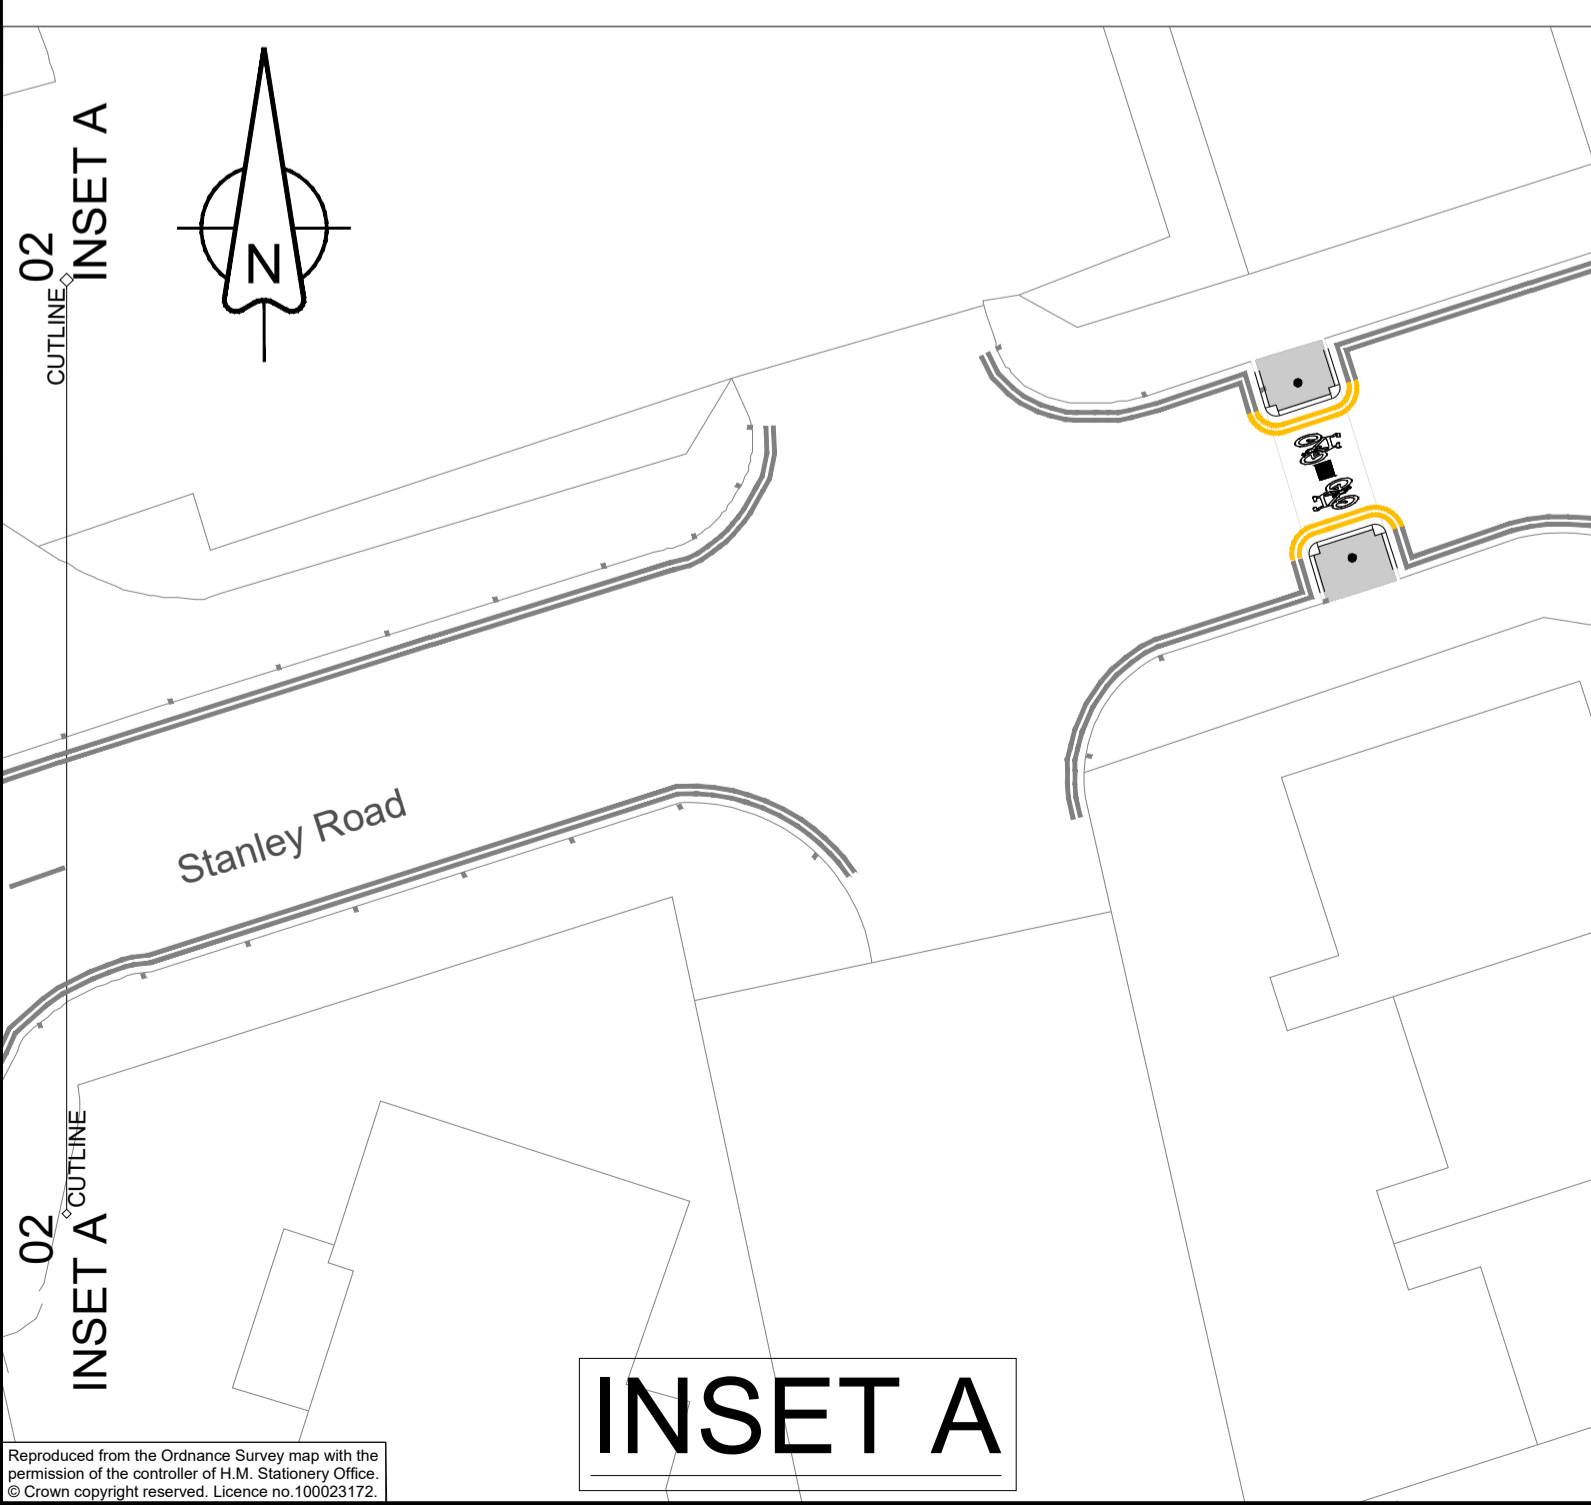 02
INSET A
CUTLINE
N
Stanley Road
CUTLINE
02
INSET A
INSET A
Reproduced from the Ordnance Survey map with the
permission of the controller of H.M. Stationery Office.
© Crown copyright reserved. Licence no.100023172.